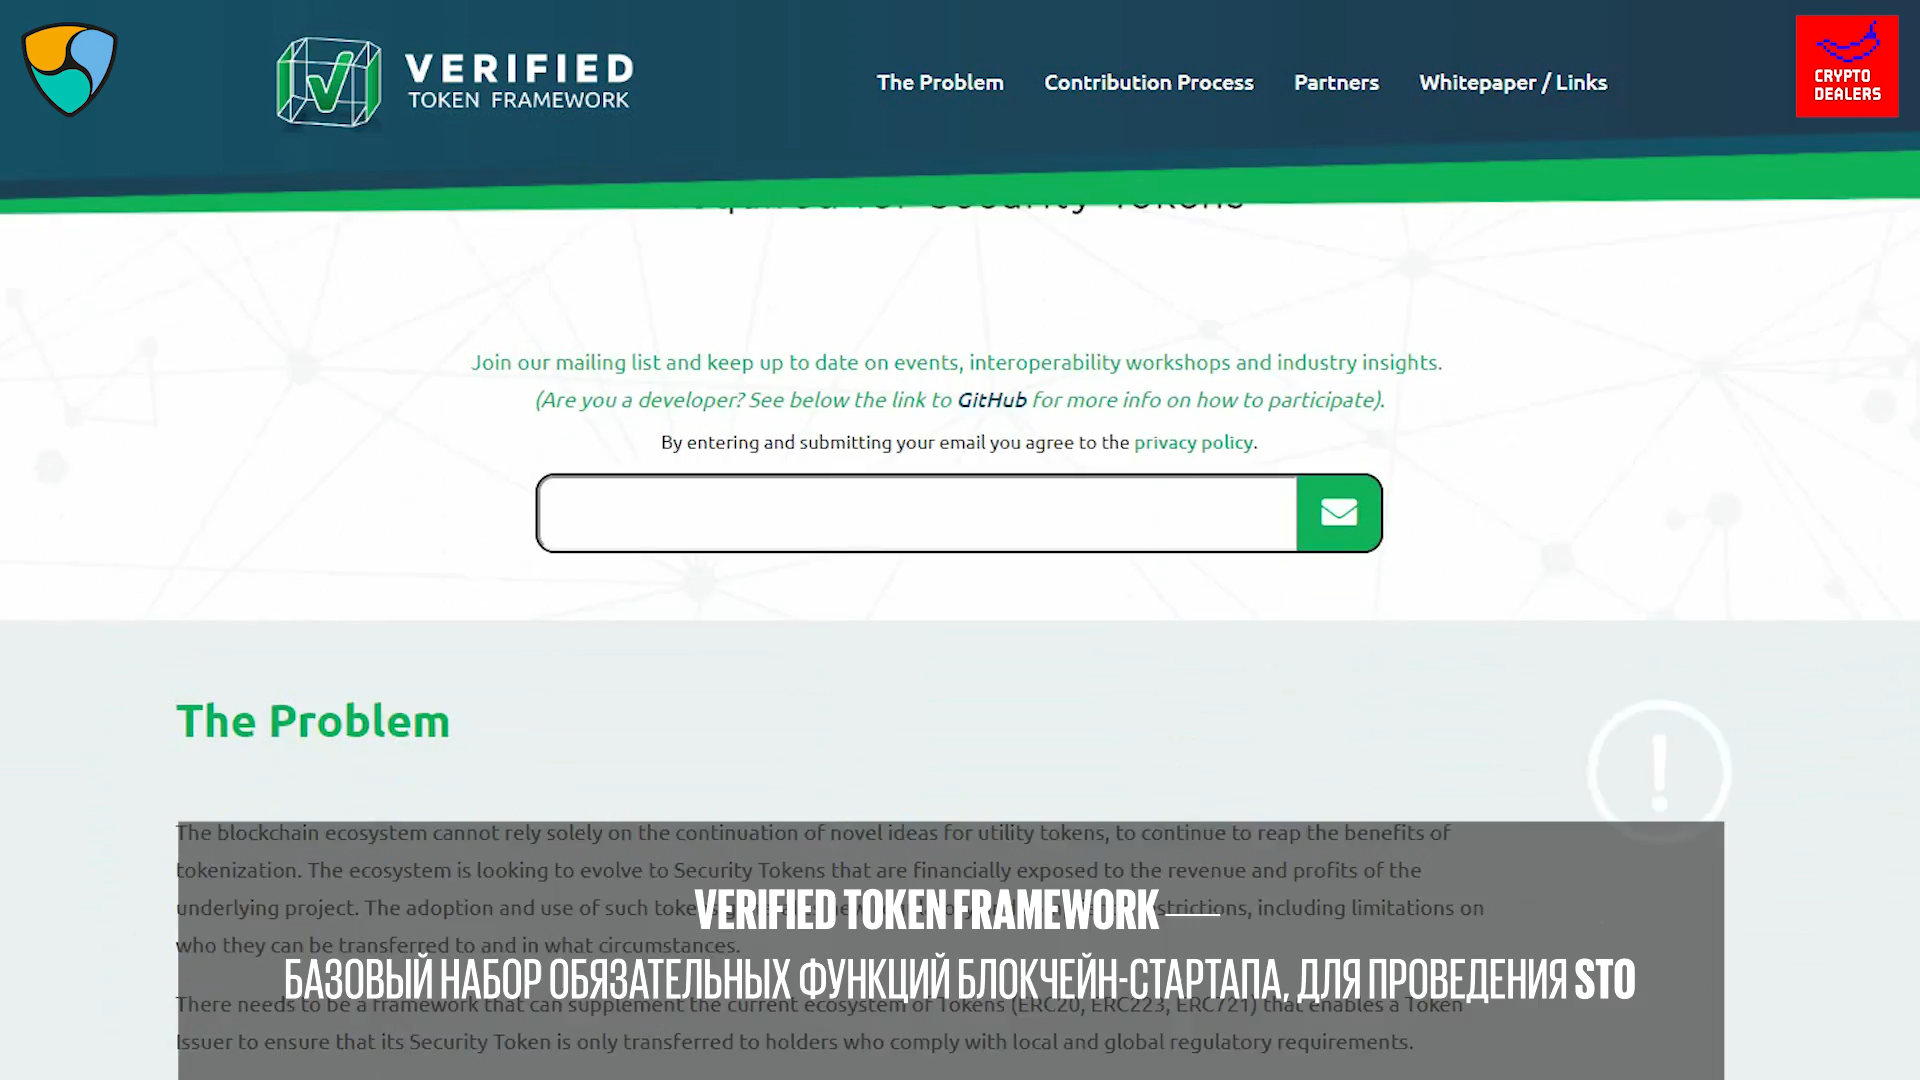 VERIFIED
TOKEN FRAMEWORK
The Problem
Contribution Process
Partners
Whitepaper / Links
CRYPTO
DEALERS
Security Tokens
Join our mailing list and keep up to date on events, interoperability workshops and industry insights.
(Are you a developer? See below the link to GitHub for more info on how to participate).
By entering and submitting your email you agree to the privacy policy.
The Problem
The blockchain ecosystem cannot rely solely on the continuation of novel ideas for utility tokens, to continue to reap the benefits of
tokenization. The ecosystem is looking to evolve to Security Tokens that are financially exposed to the revenue and profits of the
underlying project. The adoption and use of such restrictions, including limitations on
who they can be transferred to and in what circumstances.
VERIFIED TOKEN FRAMEWORK —
БАЗОВЫЙ НАБОР ОБЯЗАТЕЛЬНЫХ ФУНКЦИЙ БЛОКЧЕЙН-СТАРТАПА, ДЛЯ ПРОВЕДЕНИЯ STO
There needs to be a framework that can supplement the current ecosystem of Tokens (ERC20, ERC223, ERC721) that enables a Token
Issuer to ensure that its Security Token is only transferred to holders who comply with local and global regulatory requirements.